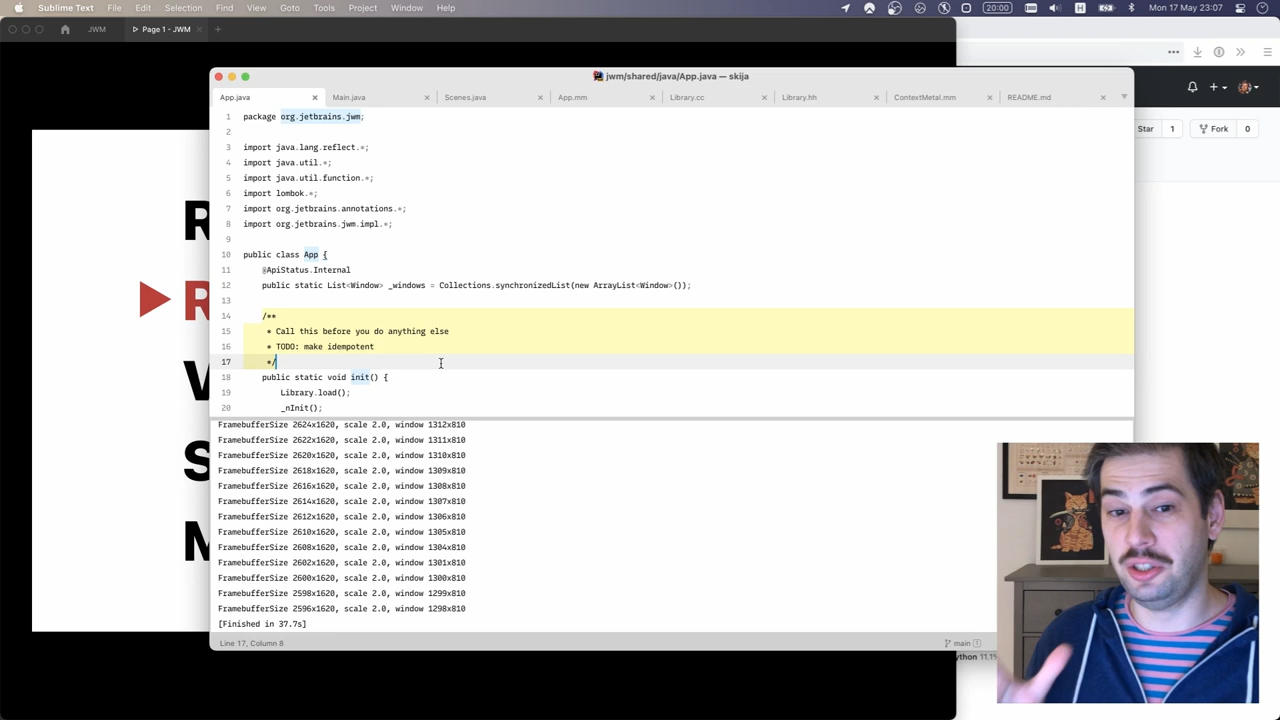 Sublime Text File Edit Selection Find View Goto Tools Project Window Help
20:00 Mon 17 May 23:07
JWM Page 1 - JWM
jwm/shared/java/App.java — skija
App.java Main.java Scenes.java App.mm Library.cc Library.hh ContextMetal.mm README.md
Star 1 Fork 0
1 package org.jetbrains.jwm;
2
3 import java.lang.reflect.*;
4 import java.util.*;
5 import java.util.function.*;
6 import lombok.*;
7 import org.jetbrains.annotations.*;
8 import org.jetbrains.jwm.impl.*;
9
10 public class App {
11 @ApiStatus.Internal
12 public static List<Window> _windows = Collections.synchronizedList(new ArrayList<Window>());
13
14 /**
15 * Call this before you do anything else
16 * TODO: make idempotent
17 */
18 public static void init() {
19 Library.load();
20 _nInit();
FramebufferSize 2624x1620, scale 2.0, window 1312x810
FramebufferSize 2622x1620, scale 2.0, window 1311x810
FramebufferSize 2620x1620, scale 2.0, window 1310x810
FramebufferSize 2618x1620, scale 2.0, window 1309x810
FramebufferSize 2616x1620, scale 2.0, window 1308x810
FramebufferSize 2614x1620, scale 2.0, window 1307x810
FramebufferSize 2612x1620, scale 2.0, window 1306x810
FramebufferSize 2610x1620, scale 2.0, window 1305x810
FramebufferSize 2608x1620, scale 2.0, window 1304x810
FramebufferSize 2602x1620, scale 2.0, window 1301x810
FramebufferSize 2600x1620, scale 2.0, window 1300x810
FramebufferSize 2598x1620, scale 2.0, window 1299x810
FramebufferSize 2596x1620, scale 2.0, window 1298x810
[Finished in 37.7s]
Line 17, Column 8
main 1